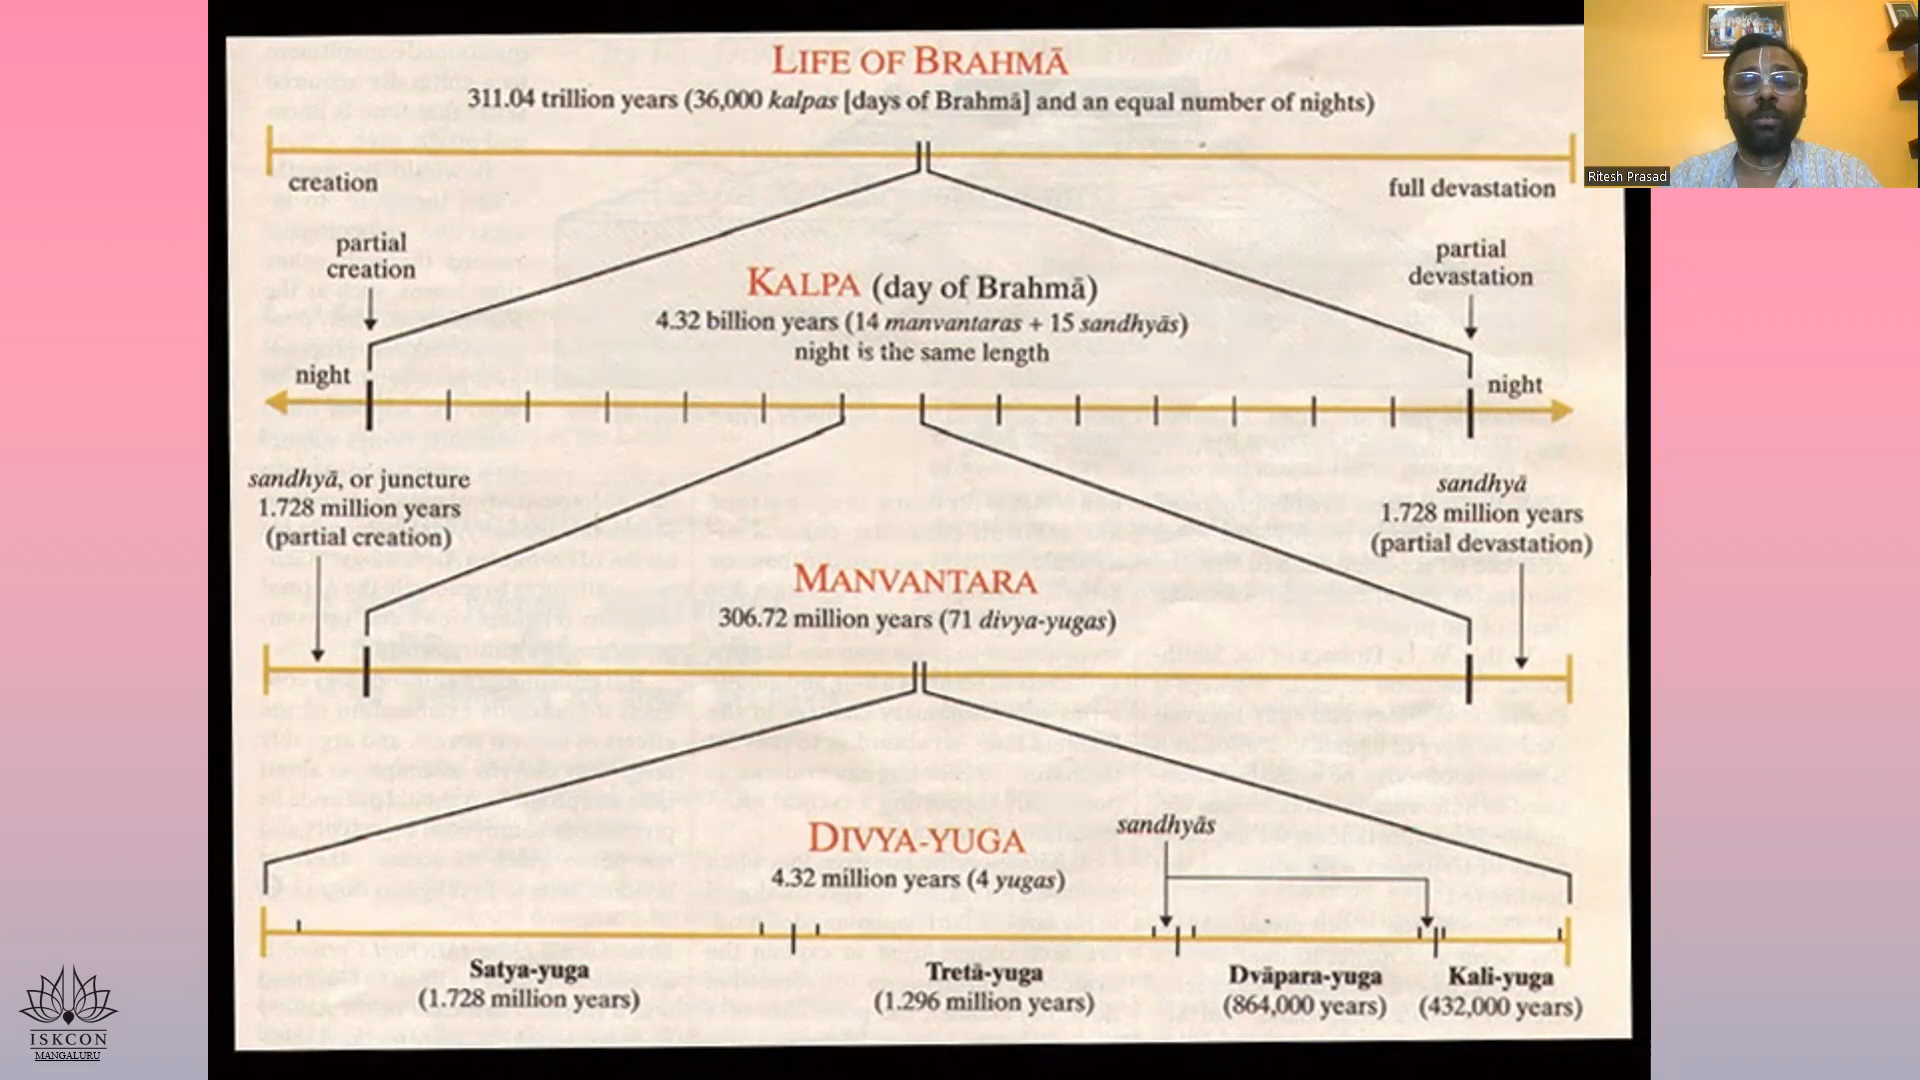 LIFE OF BRAHMĀ
311.04 trillion years (36,000 kalpas [days of Brahmā] and an equal number of nights)
creation
full devastation
partial
creation
partial
devastation
KALPA (day of Brahmā)
4.32 billion years (14 manvantaras + 15 sandhyās)
night is the same length
night
night
sandhyā, or juncture
1.728 million years
(partial creation)
sandhyā
1.728 million years
(partial devastation)
MANVANTARA
306.72 million years (71 divya-yugas)
DIVYA-YUGA
4.32 million years (4 yugas)
sandhyās
Satya-yuga
(1.728 million years)
Tretā-yuga
(1.296 million years)
Dvāpara-yuga
(864,000 years)
Kali-yuga
(432,000 years)
Ritesh Prasad
ISKCON
MANGALURU